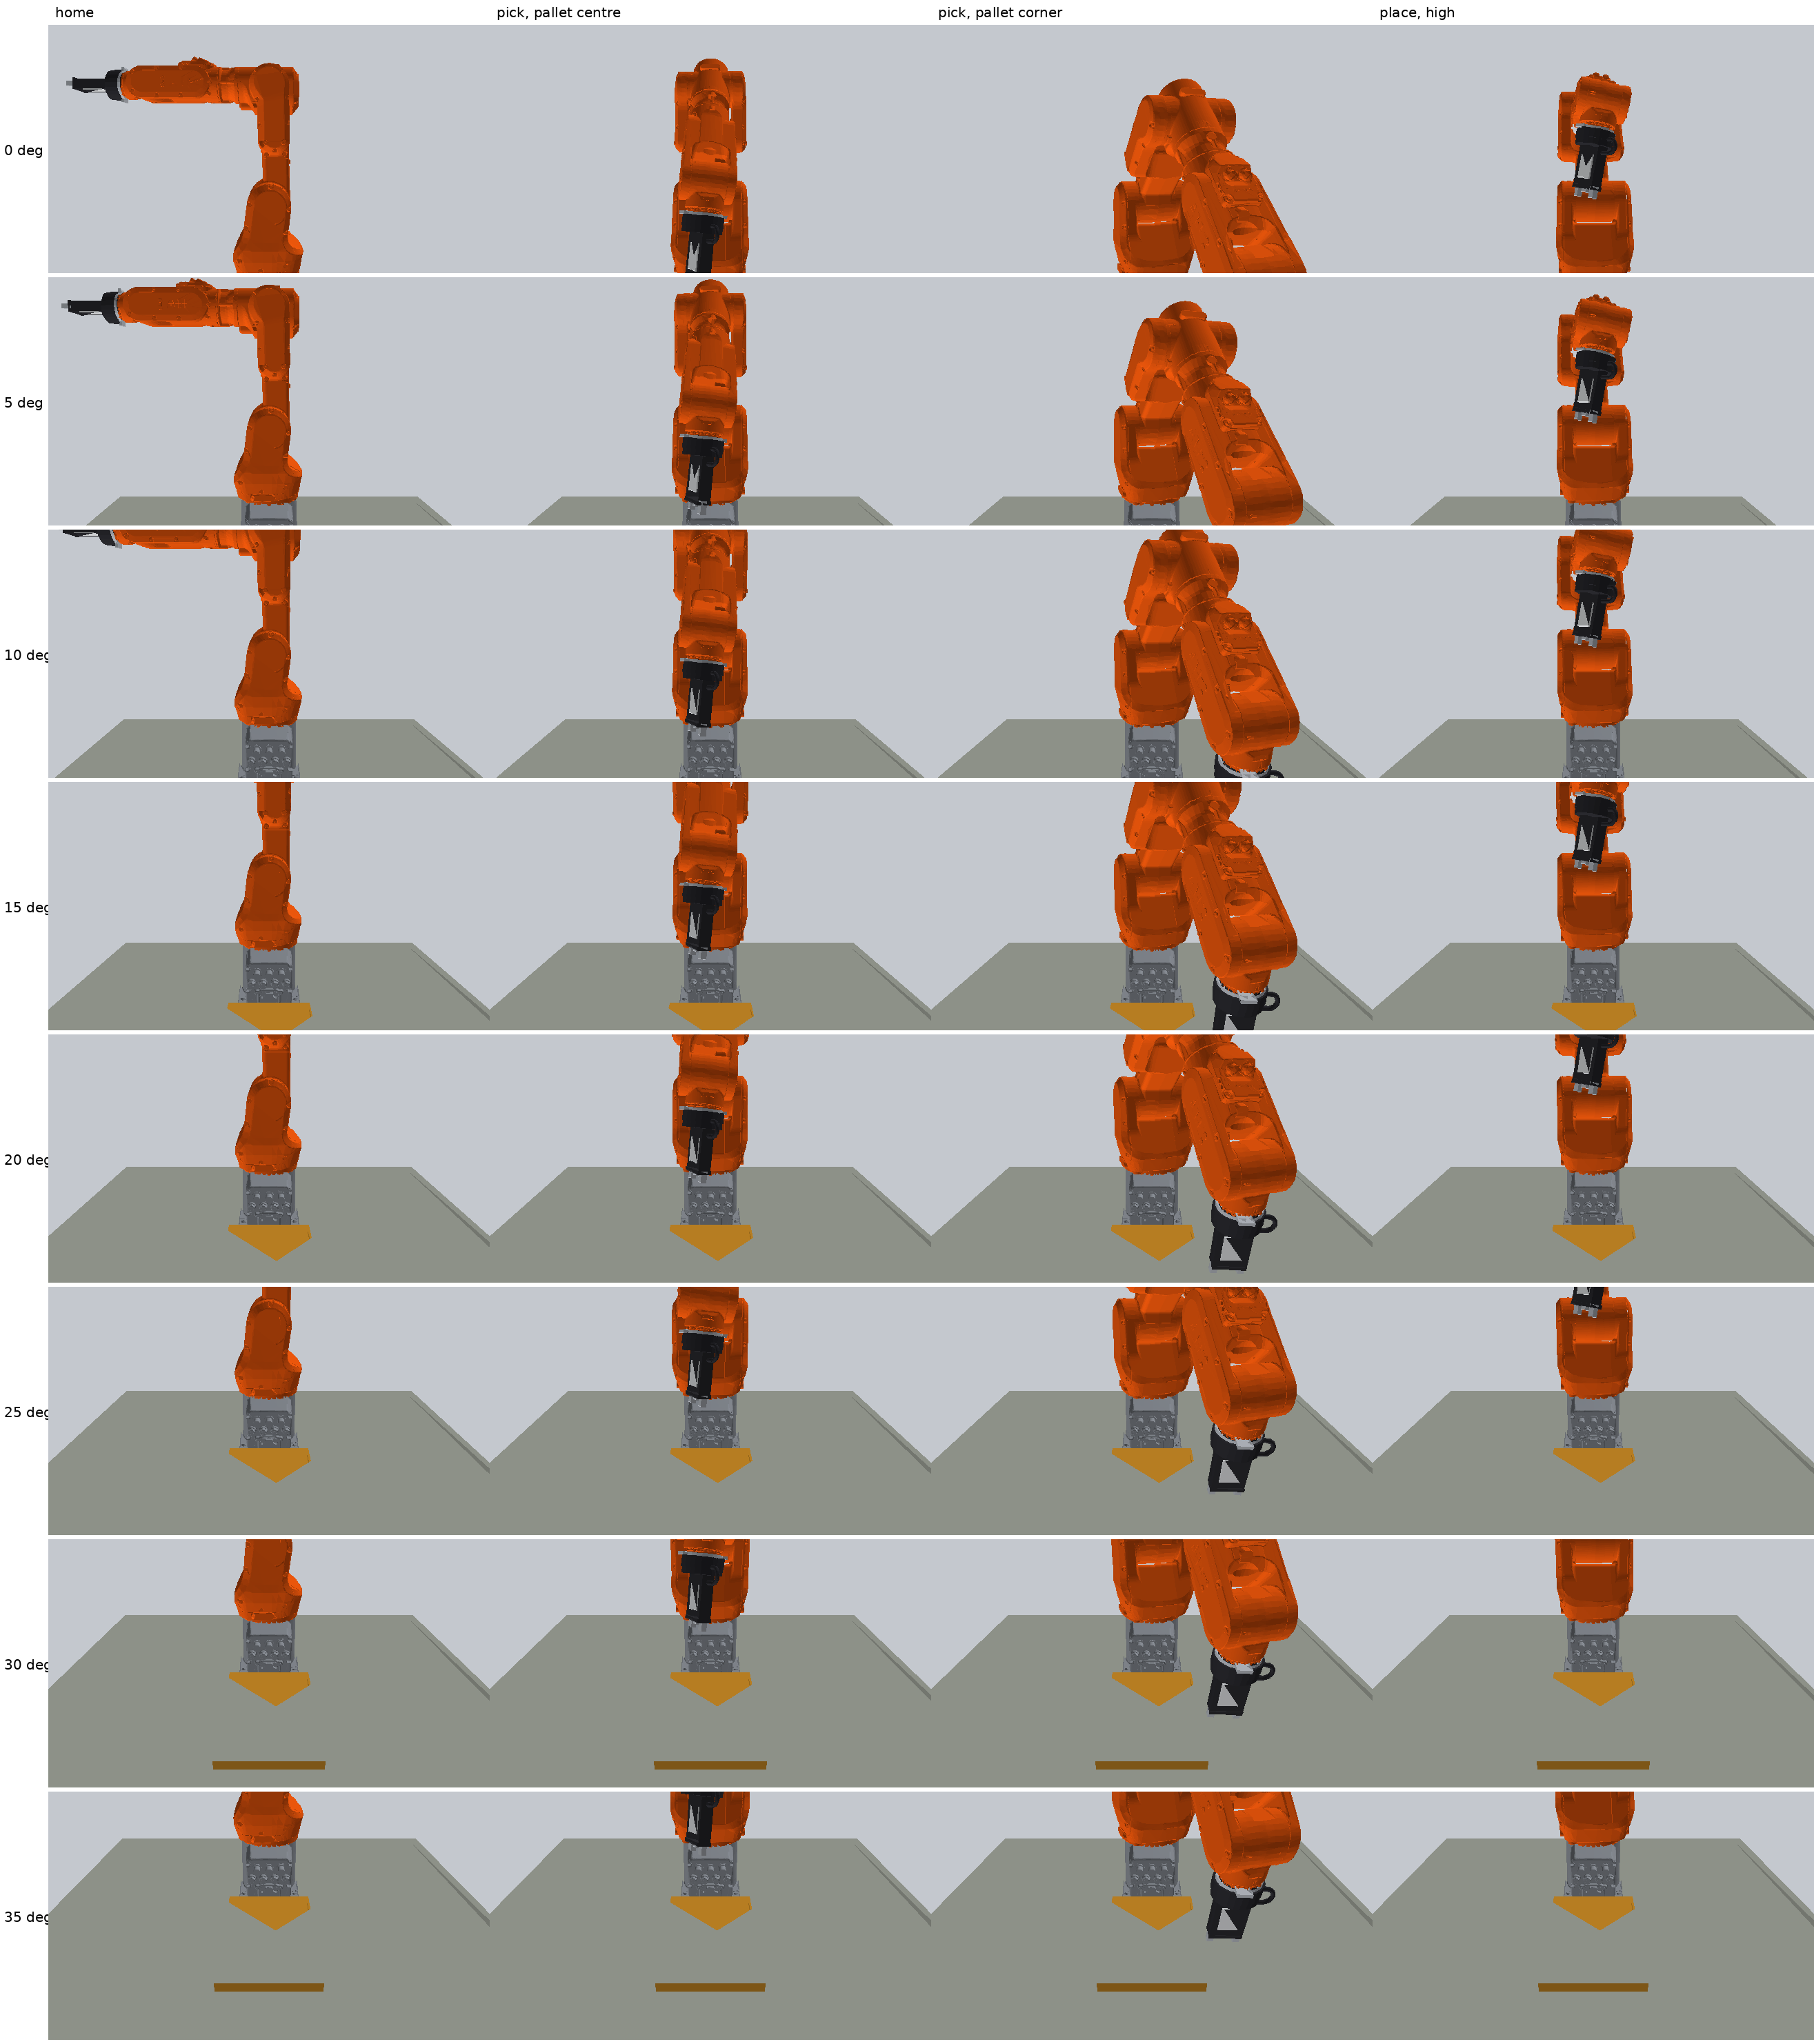 home pick, pallet centre pick, pallet corner place, high
0 deg
5 deg
10 deg
15 deg
20 deg
25 deg
30 deg
35 deg